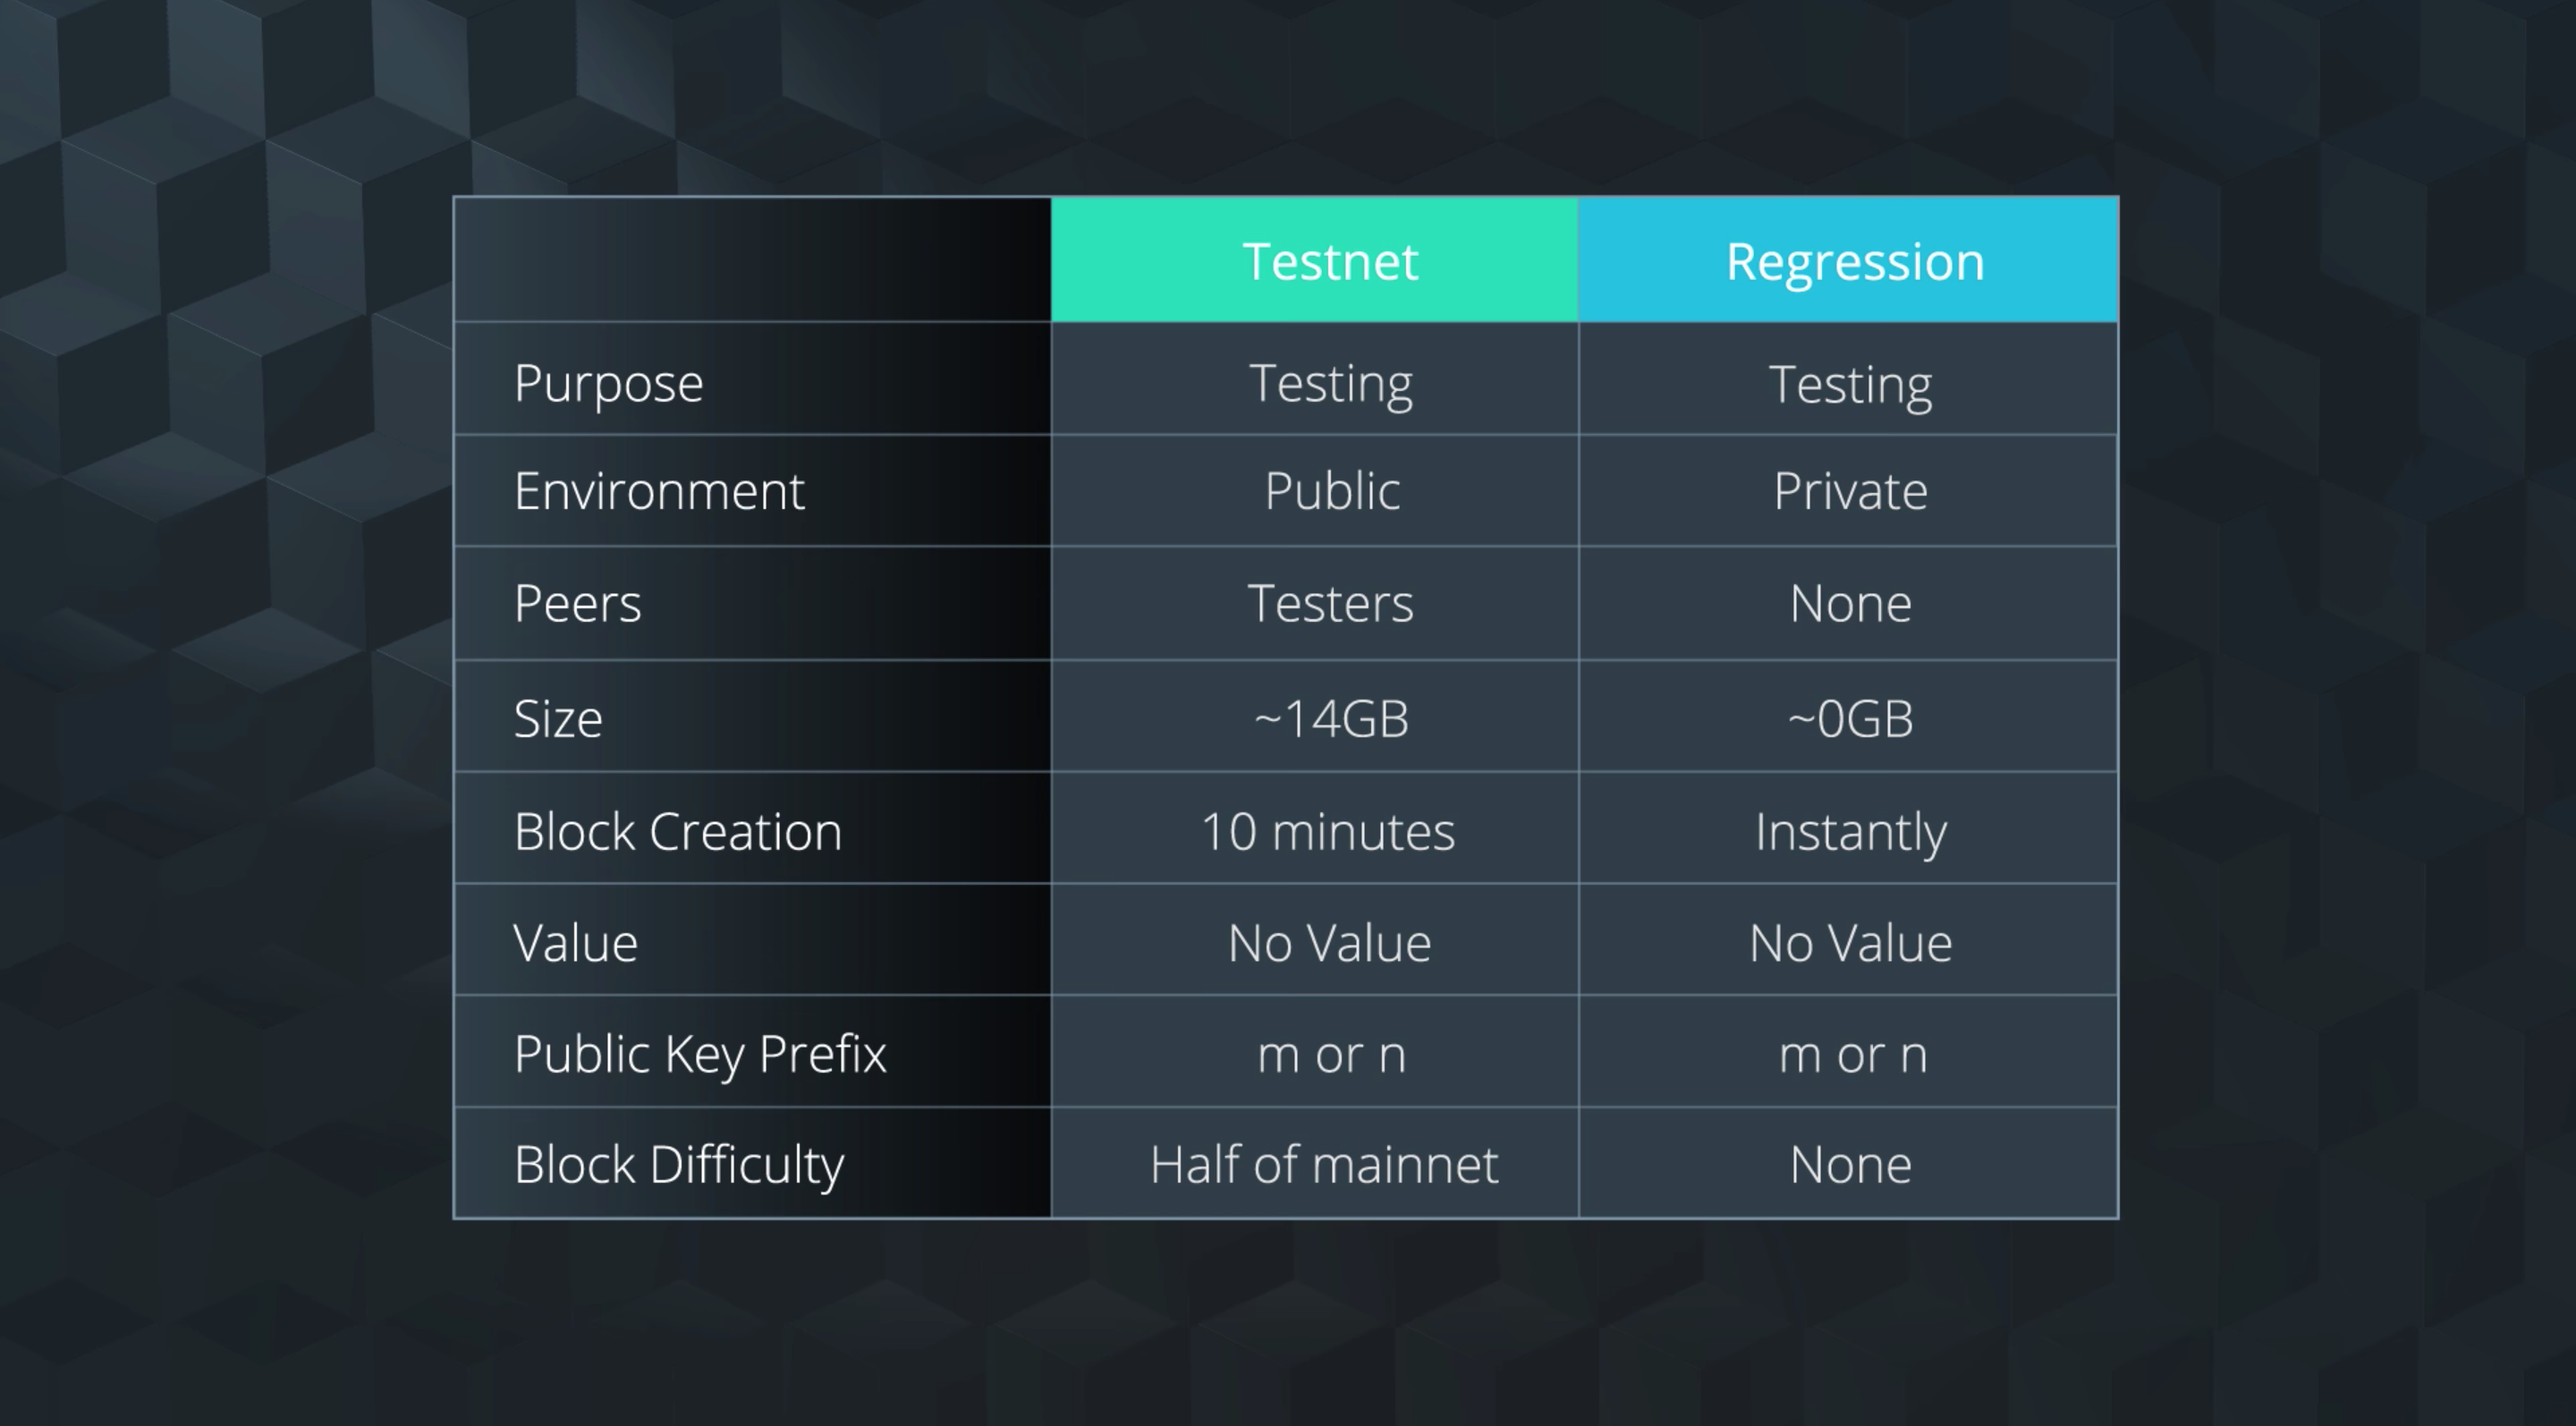 Testnet Regression
Purpose Testing Testing
Environment Public Private
Peers Testers None
Size ~14GB ~0GB
Block Creation 10 minutes Instantly
Value No Value No Value
Public Key Prefix m or n m or n
Block Difficulty Half of mainnet None